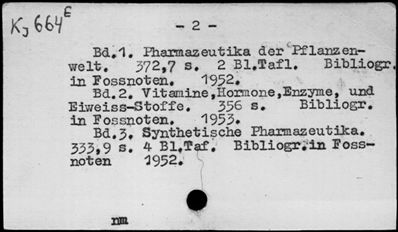 K, 664 E
- 2 -
Bd.1. Pharmazeutika der Pflanzen-
welt. 372,7 s. 2 Bl.Tafl. Bibliogr.
in Fossnoten. 1952.
Bd.2. Vitamine,Hormone,Enzyme, und
Eiweiss-Stoffe. 356 s. Bibliogr.
in Fossnoten. 1953.
Bd.3. Synthetische Pharmazeutika.
333,9 s. 4 Bl.Taf. Bibliogr.in Foss-
noten 1952.
nm